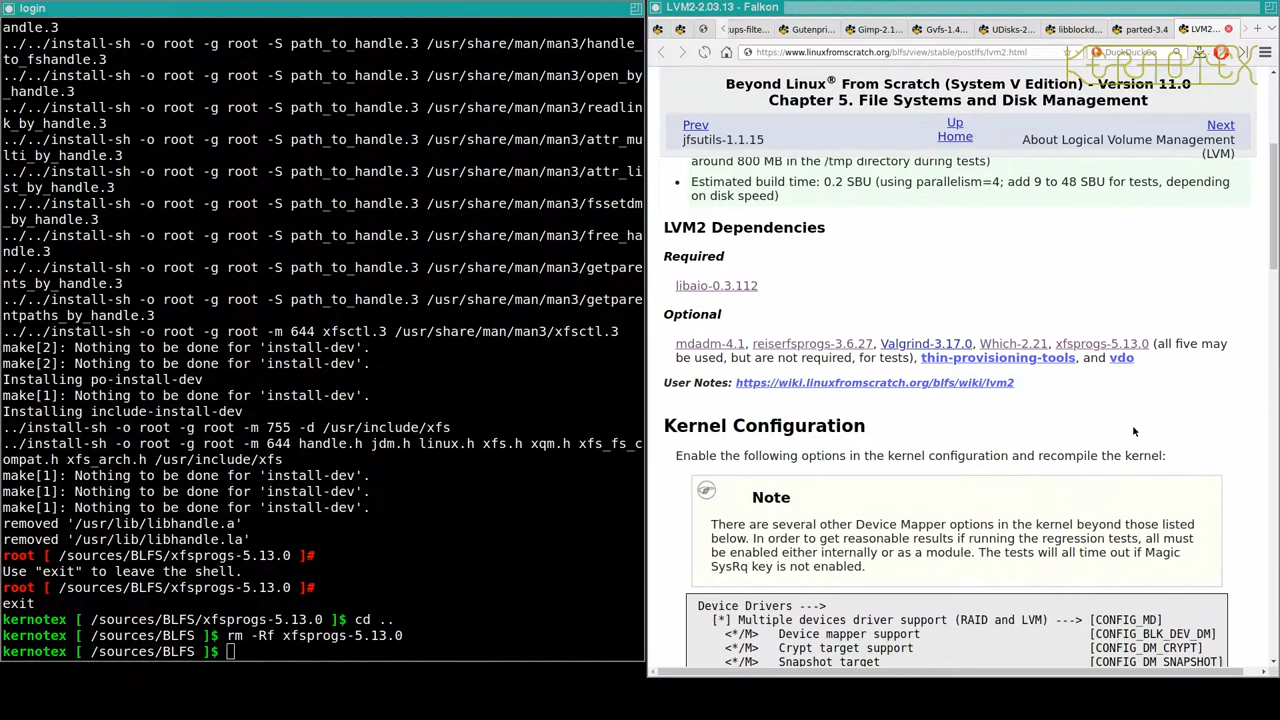 login
andle.3
../../install-sh -o root -g root -S path_to_handle.3 /usr/share/man/man3/handle_
to_fshandle.3
../../install-sh -o root -g root -S path_to_handle.3 /usr/share/man/man3/open_by
_handle.3
../../install-sh -o root -g root -S path_to_handle.3 /usr/share/man/man3/readlin
k_by_handle.3
../../install-sh -o root -g root -S path_to_handle.3 /usr/share/man/man3/attr_mu
lti_by_handle.3
../../install-sh -o root -g root -S path_to_handle.3 /usr/share/man/man3/attr_li
st_by_handle.3
../../install-sh -o root -g root -S path_to_handle.3 /usr/share/man/man3/fssetdm
_by_handle.3
../../install-sh -o root -g root -S path_to_handle.3 /usr/share/man/man3/free_ha
ndle.3
../../install-sh -o root -g root -S path_to_handle.3 /usr/share/man/man3/getpare
nts_by_handle.3
../../install-sh -o root -g root -S path_to_handle.3 /usr/share/man/man3/getpare
ntpaths_by_handle.3
../../install-sh -o root -g root -m 644 xfsctl.3 /usr/share/man/man3/xfsctl.3
make[2]: Nothing to be done for 'install-dev'.
make[2]: Nothing to be done for 'install-dev'.
Installing po-install-dev
make[1]: Nothing to be done for 'install-dev'.
Installing include-install-dev
../install-sh -o root -g root -m 755 -d /usr/include/xfs
../install-sh -o root -g root -m 644 handle.h jdm.h linux.h xfs.h xqm.h xfs_fs_c
ompat.h xfs_arch.h /usr/include/xfs
make[1]: Nothing to be done for 'install-dev'.
make[1]: Nothing to be done for 'install-dev'.
make[1]: Nothing to be done for 'install-dev'.
removed '/usr/lib/libhandle.a'
removed '/usr/lib/libhandle.la'
root [ /sources/BLFS/xfsprogs-5.13.0 ]#
Use "exit" to leave the shell.
root [ /sources/BLFS/xfsprogs-5.13.0 ]#
exit
kernotex [ /sources/BLFS/xfsprogs-5.13.0 ]$ cd ..
kernotex [ /sources/BLFS ]$ rm -Rf xfsprogs-5.13.0
kernotex [ /sources/BLFS ]$
LVM2-2.03.13 - Falkon
cups-filte... Gutenpri... Gimp-2.1... Gvfs-1.4... UDisks-2... libblockd... parted-3.4 LVM2...
https://www.linuxfromscratch.org/blfs/view/stable/postlfs/lvm2.html DuckDuckGo
KERNOTEX
Beyond Linux® From Scratch (System V Edition) - Version 11.0
Chapter 5. File Systems and Disk Management
Prev Up Next
jfsutils-1.1.15 Home About Logical Volume Management
(LVM)
around 800 MB in the /tmp directory during tests)
• Estimated build time: 0.2 SBU (using parallelism=4; add 9 to 48 SBU for tests, depending
on disk speed)
LVM2 Dependencies
Required
libaio-0.3.112
Optional
mdadm-4.1, reiserfsprogs-3.6.27, Valgrind-3.17.0, Which-2.21, xfsprogs-5.13.0 (all five may
be used, but are not required, for tests), thin-provisioning-tools, and vdo
User Notes: https://wiki.linuxfromscratch.org/blfs/wiki/lvm2
Kernel Configuration
Enable the following options in the kernel configuration and recompile the kernel:
Note
There are several other Device Mapper options in the kernel beyond those listed
below. In order to get reasonable results if running the regression tests, all must
be enabled either internally or as a module. The tests will all time out if Magic
SysRq key is not enabled.
Device Drivers --->
[*] Multiple devices driver support (RAID and LVM) ---> [CONFIG_MD]
<*/M> Device mapper support [CONFIG_BLK_DEV_DM]
<*/M> Crypt target support [CONFIG_DM_CRYPT]
<*/M> Snapshot target [CONFIG_DM_SNAPSHOT]